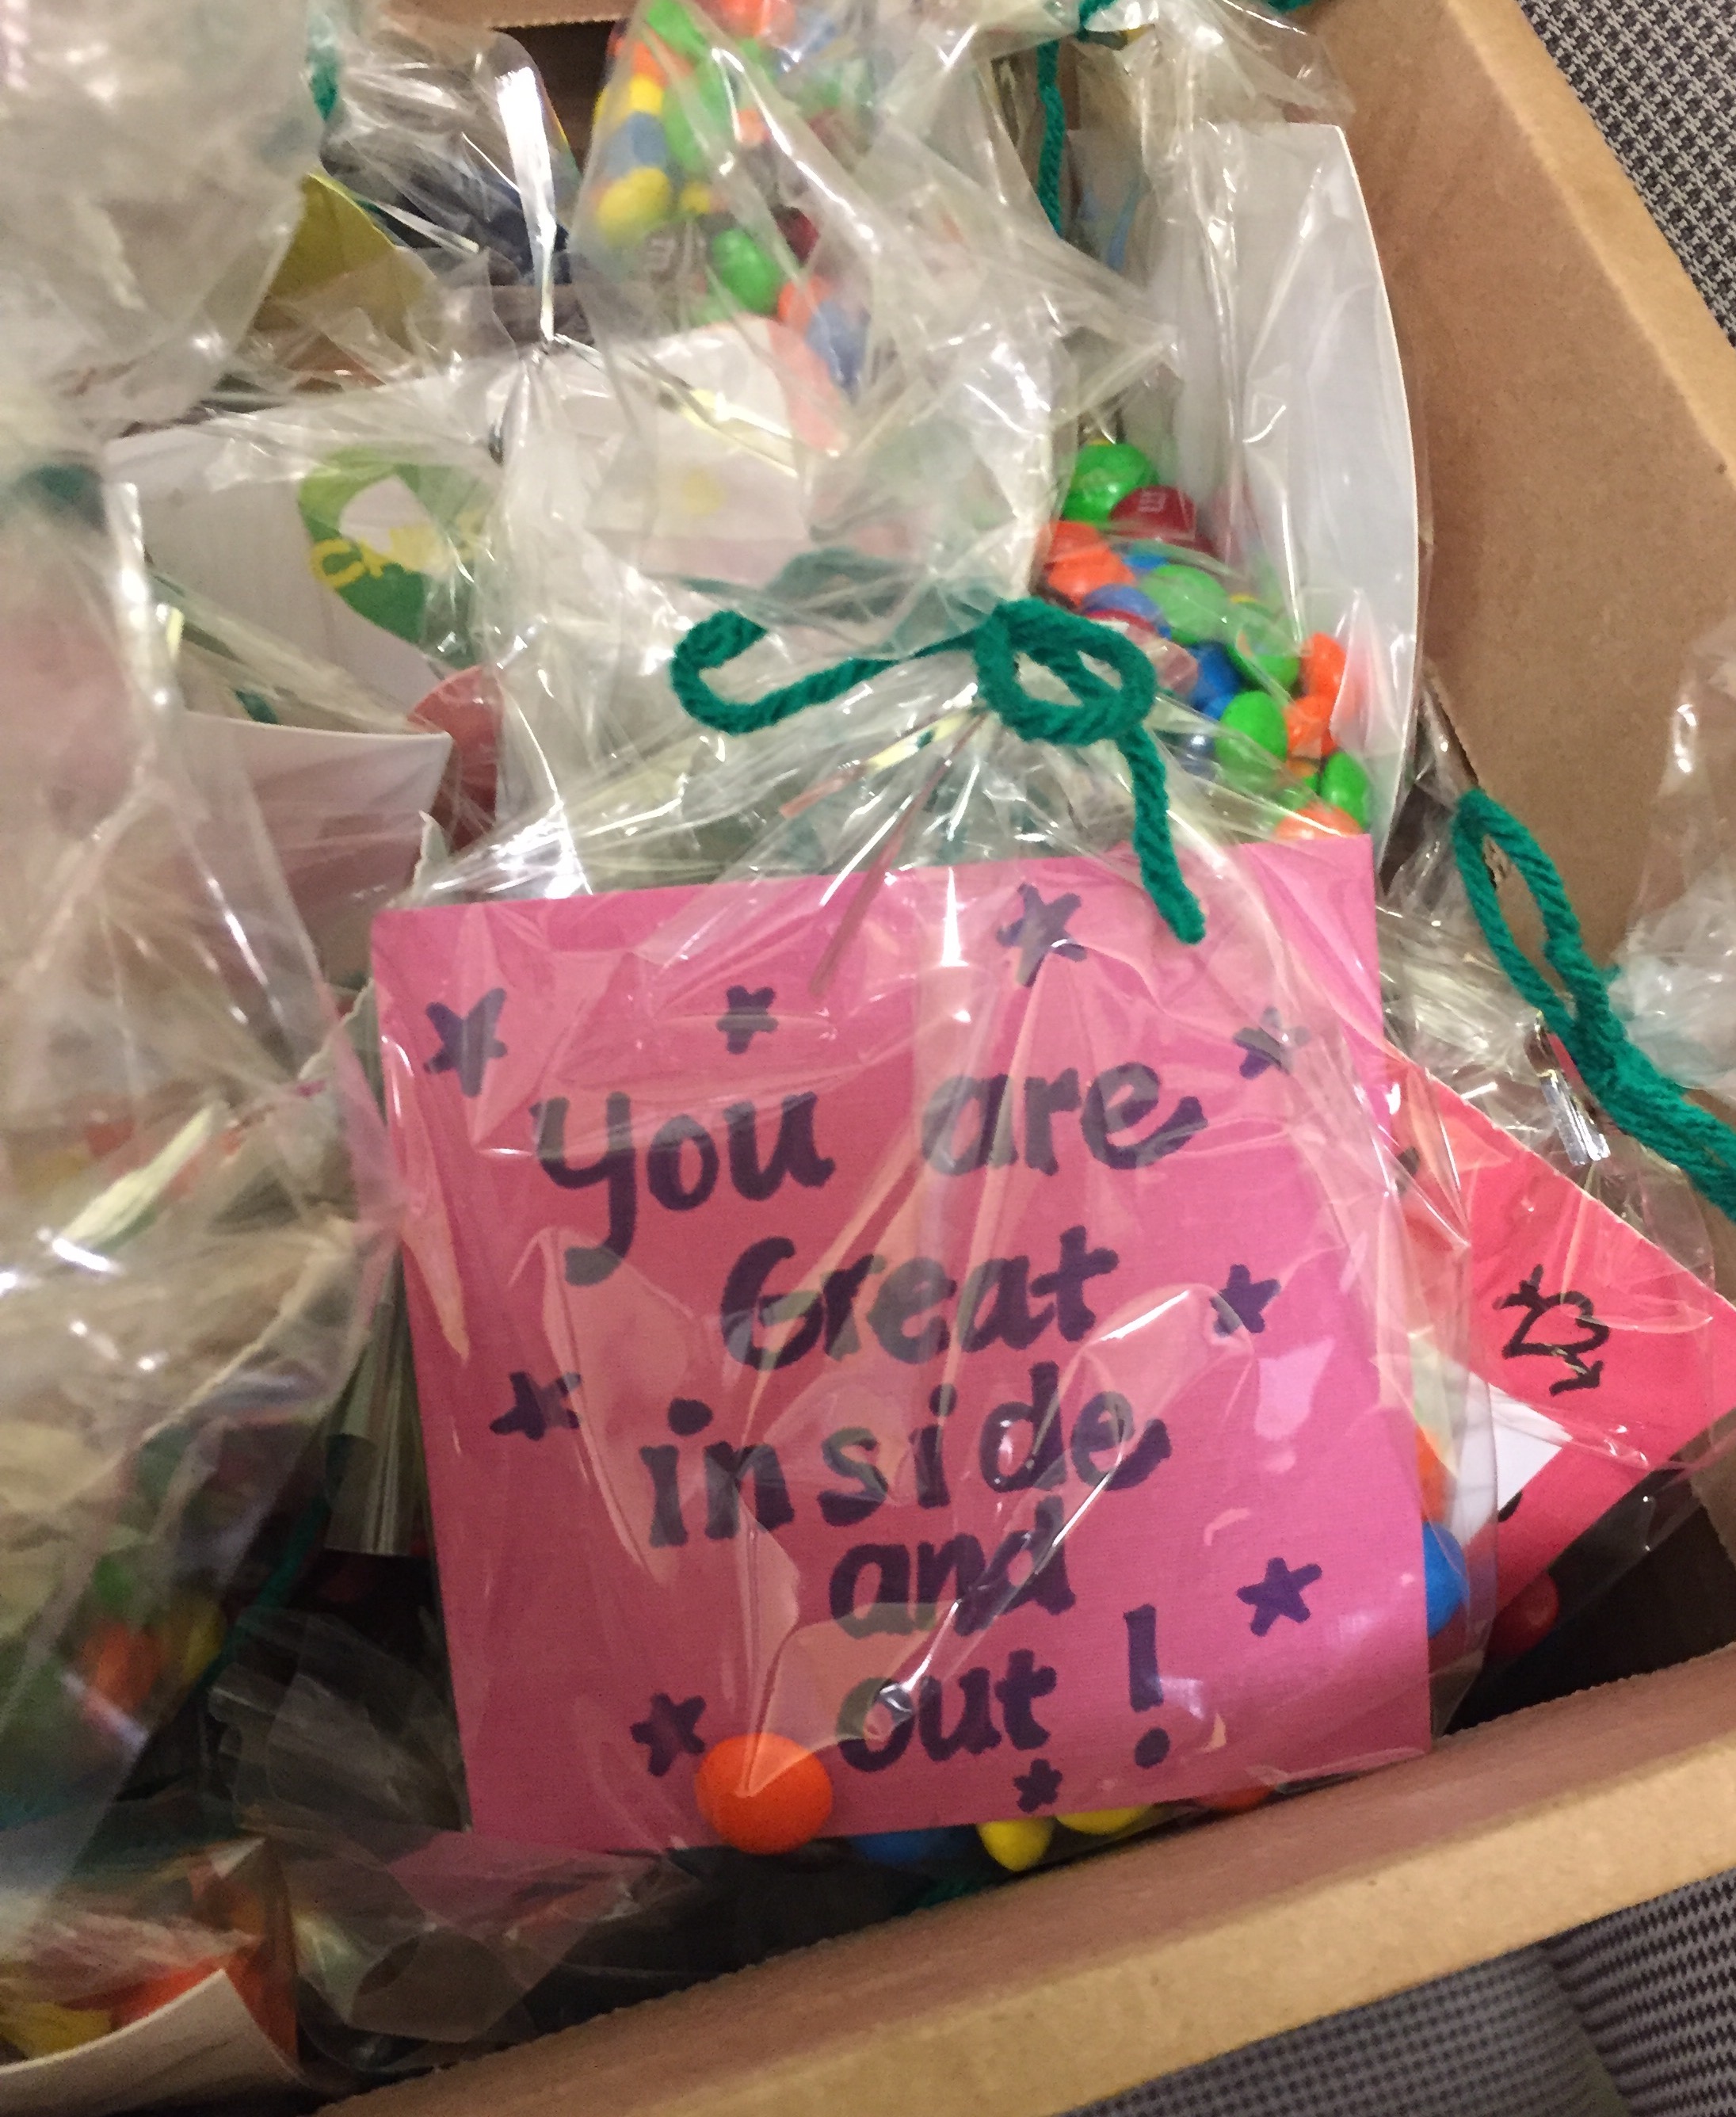 You are
Great
inside
and
out!